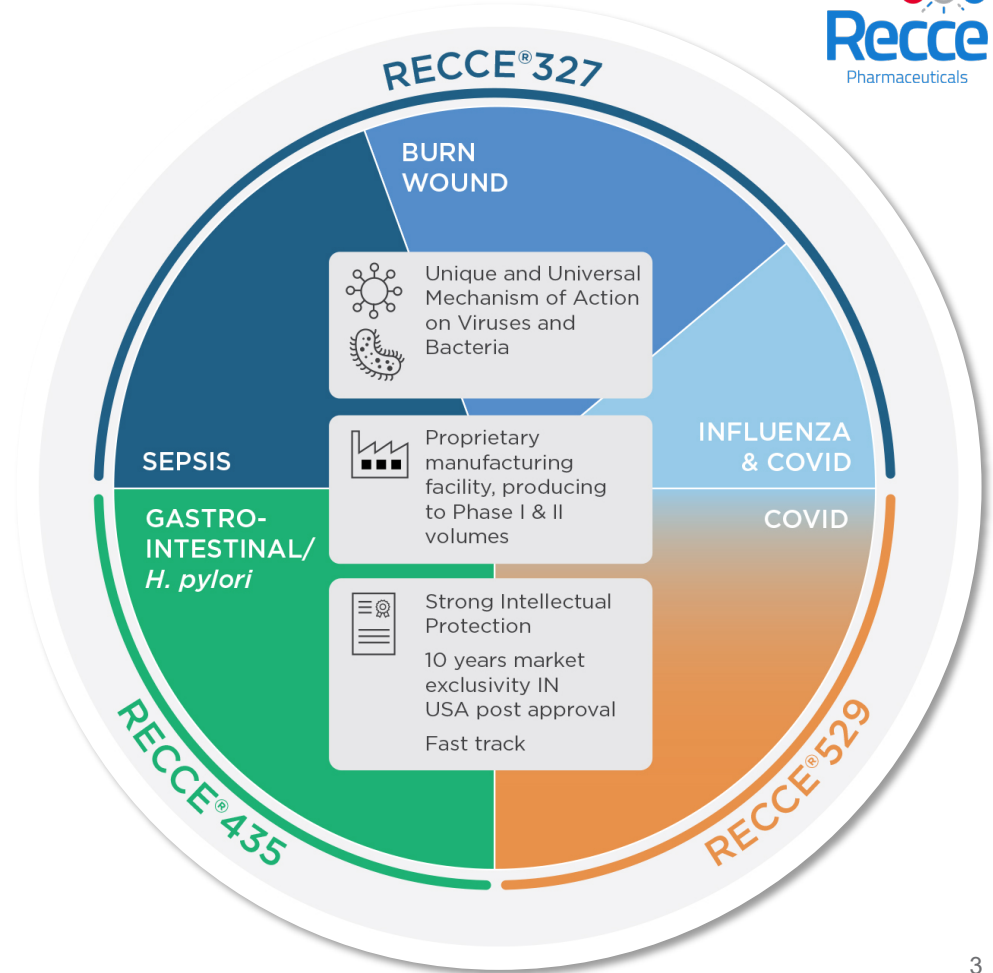 Recce
Pharmaceuticals
RECCE®327
BURN
WOUND
Unique and Universal
Mechanism of Action
on Viruses and
Bacteria
SEPSIS
INFLUENZA
& COVID
Proprietary
manufacturing
facility, producing
to Phase I & II
volumes
GASTRO-
INTESTINAL/
H. pylori
COVID
Strong Intellectual
Protection
10 years market
exclusivity IN
USA post approval
Fast track
RECCE®435
RECCE®529
3